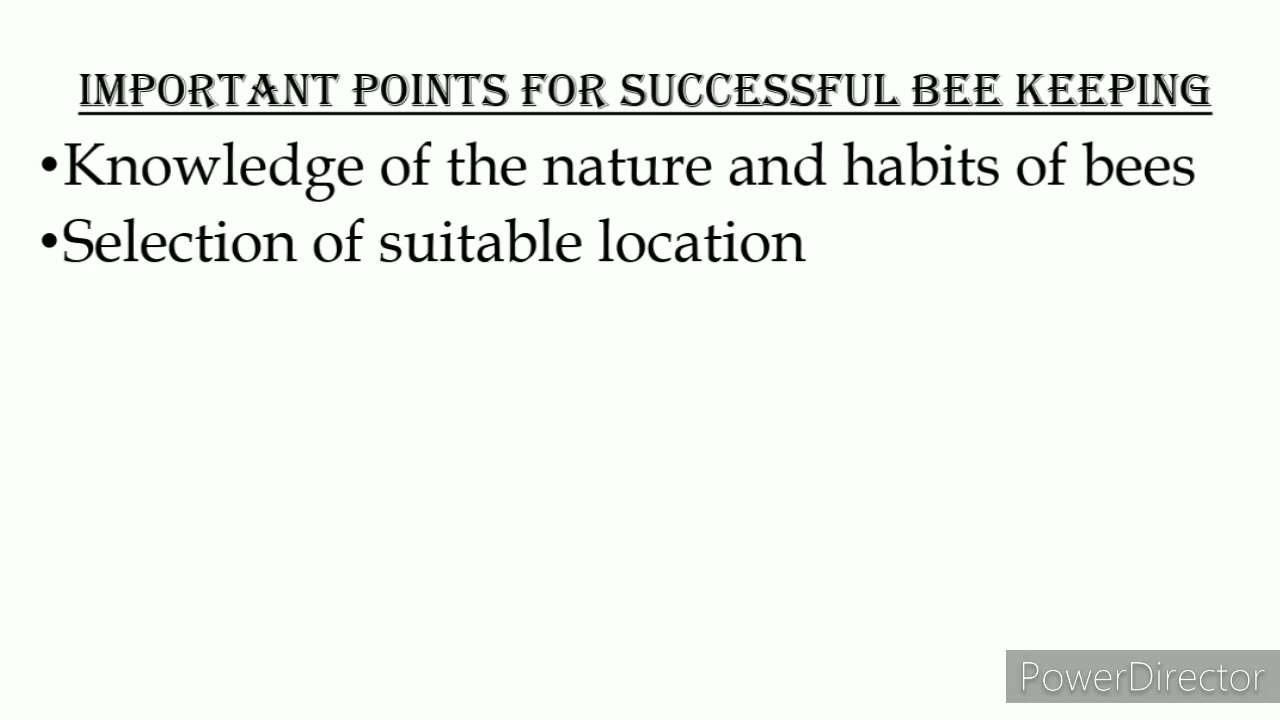 IMPORTANT POINTS FOR SUCCESSFUL BEE KEEPING
•Knowledge of the nature and habits of bees
•Selection of suitable location
PowerDirector